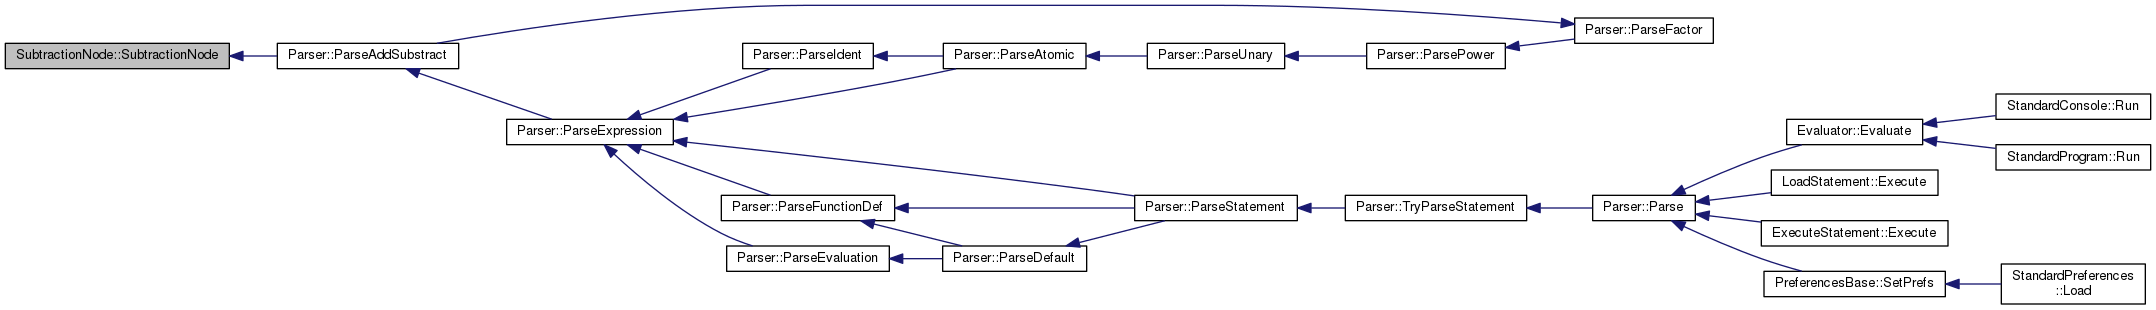 SubtractionNode::SubtractionNode
Parser::ParseAddSubstract
Parser::ParseExpression
Parser::ParseIdent
Parser::ParseAtomic
Parser::ParseUnary
Parser::ParsePower
Parser::ParseFactor
Parser::ParseFunctionDef
Parser::ParseEvaluation
Parser::ParseDefault
Parser::ParseStatement
Parser::TryParseStatement
Parser::Parse
Evaluator::Evaluate
StandardConsole::Run
StandardProgram::Run
LoadStatement::Execute
ExecuteStatement::Execute
PreferencesBase::SetPrefs
StandardPreferences
::Load